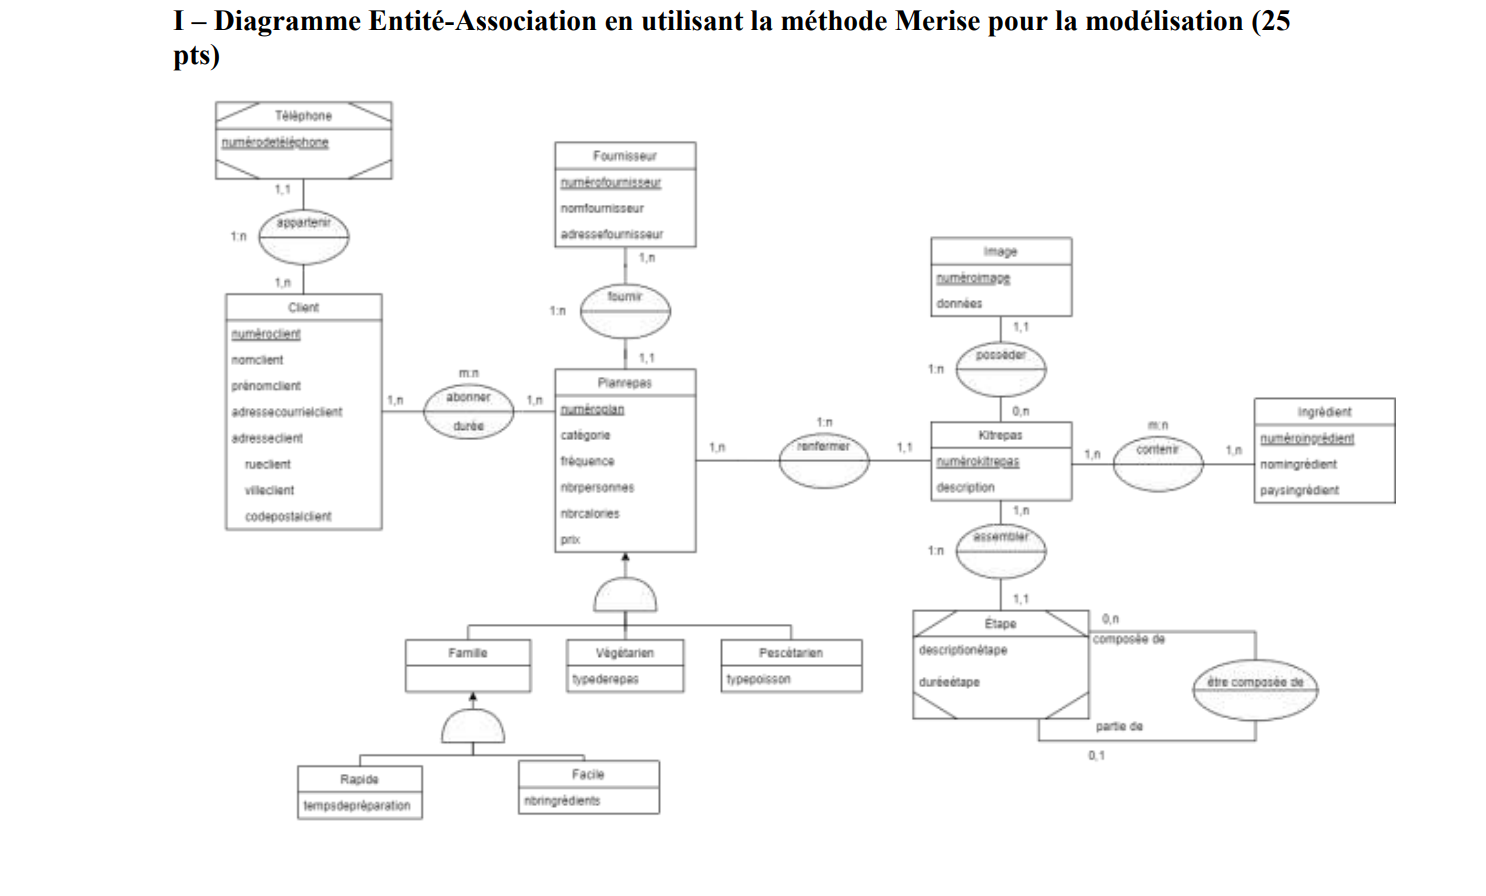 I – Diagramme Entité-Association en utilisant la méthode Merise pour la modélisation (25
pts)
Téléphone
numérodetéléphone
1,1
appartenir
1:n
1,n
Client
numéroclient
nomclient
prénomclient
adressecourrielclient
adresseclient
rueclient
villeclient
codepostalclient
1,n
m:n
abonner
durée
1,n
Fournisseur
numérofournisseur
nomfournisseur
adressefournisseur
1,n
fournir
1:n
1,1
Planrepas
numéroplan
catégorie
fréquence
nbrpersonnes
nbrcalories
prix
Famille
Végétarien
typederepas
Pescétarien
typepoisson
Rapide
tempsdepréparation
Facile
nbringrédients
1,n
1:n
renfermer
1,1
Image
numéroimage
données
1,1
posséder
1:n
0,n
Kitrepas
numérokitrepas
description
1,n
m:n
contenir
1,n
Ingrédient
numéroingrédient
nomingrédient
paysingrédient
1,n
assembler
1:n
1,1
Étape
descriptionétape
duréeétape
0,n
composée de
être composée de
partie de
0,1